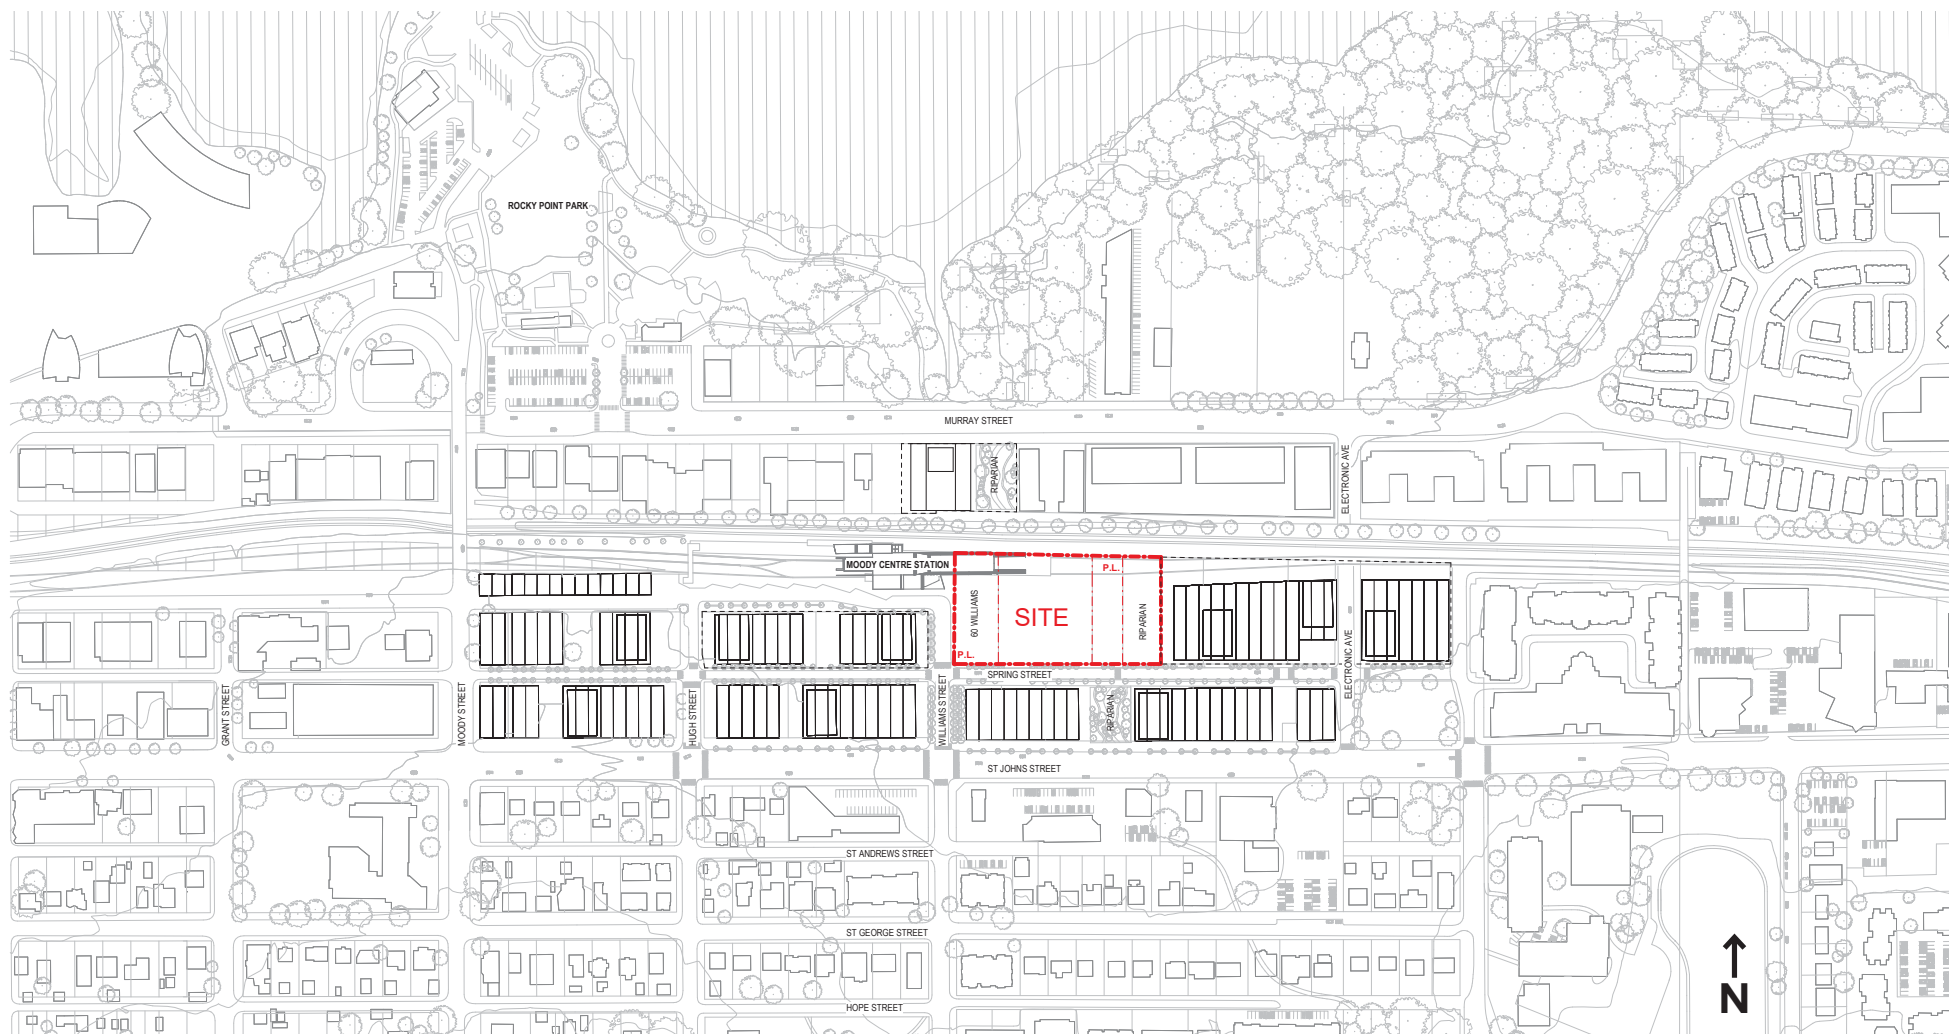 ROCKY POINT PARK
MURRAY STREET
RIPARIAN
ELECTRONIC AVE
MOODY CENTRE STATION
P.L.
60 WILLIAMS
SITE
RIPARIAN
P.L.
ELECTRONIC AVE
SPRING STREET
GRANT STREET
MOODY STREET
HUGH STREET
WILLIAMS STREET
RIPARIAN
ST JOHNS STREET
ST ANDREWS STREET
ST GEORGE STREET
N
HOPE STREET